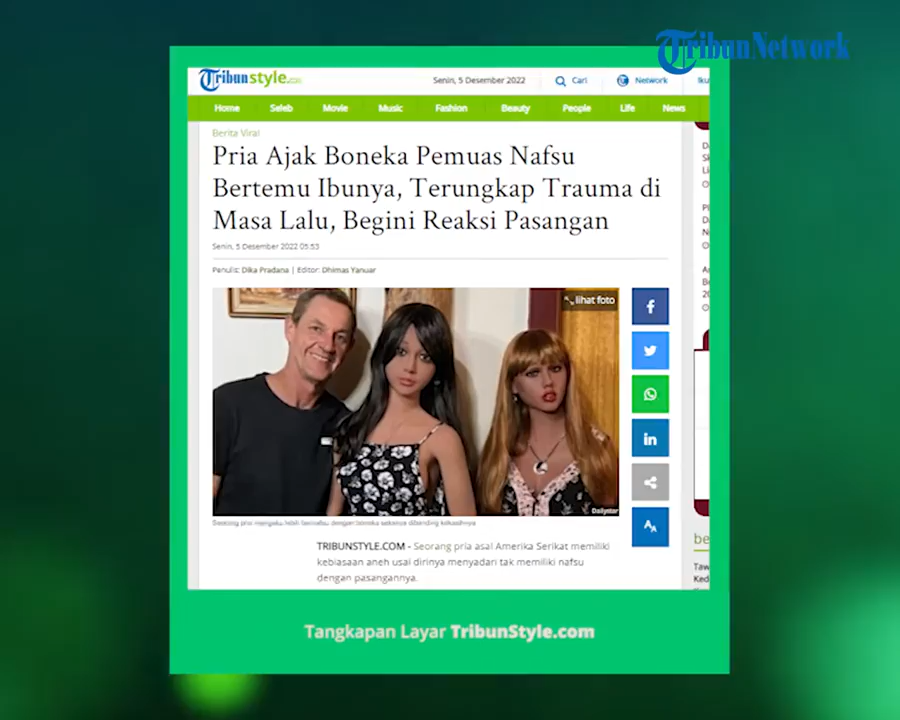 TribunNetwork
Tribunstyle.com
Senin, 5 Desember 2022
Cari
Network
Iku
Home
Seleb
Movie
Music
Fashion
Beauty
People
Life
News
Berita Viral
Pria Ajak Boneka Pemuas Nafsu
Bertemu Ibunya, Terungkap Trauma di
Masa Lalu, Begini Reaksi Pasangan
Senin, 5 Desember 2022 05:53
Penulis: Dika Pradana | Editor: Dhimas Yanuar
lihat foto
Dailystar
TRIBUNSTYLE.COM - Seorang pria asal Amerika Serikat memiliki
kebiasaan aneh usai dirinya menyadari tak memiliki nafsu
dengan pasangannya.
Tangkapan Layar TribunStyle.com